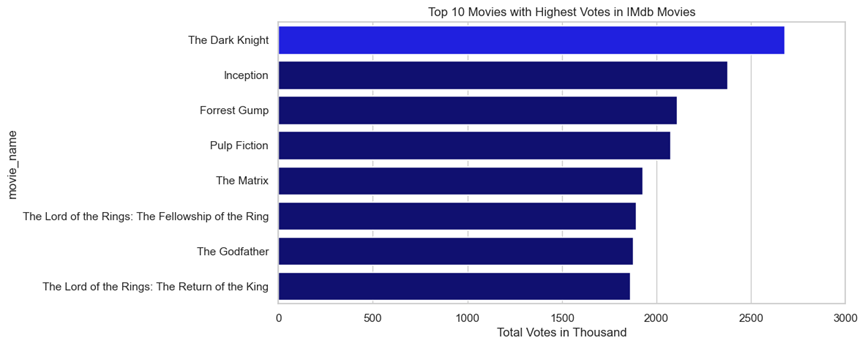 Top 10 Movies with Highest Votes in IMdb Movies
movie_name
The Dark Knight
Inception
Forrest Gump
Pulp Fiction
The Matrix
The Lord of the Rings: The Fellowship of the Ring
The Godfather
The Lord of the Rings: The Return of the King
0 500 1000 1500 2000 2500 3000
Total Votes in Thousand